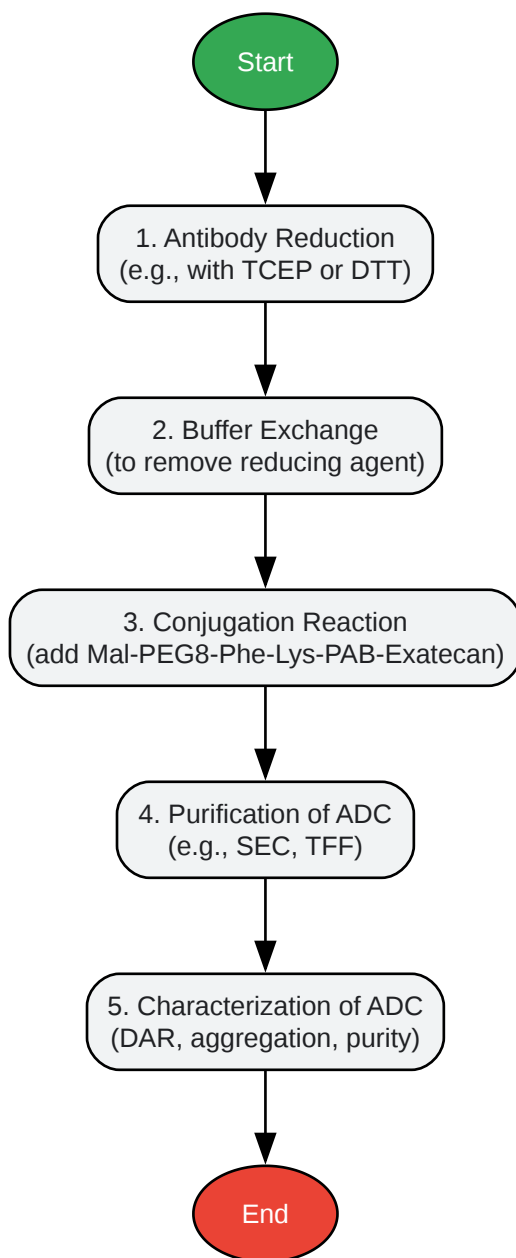 Start
1. Antibody Reduction
(e.g., with TCEP or DTT)
2. Buffer Exchange
(to remove reducing agent)
3. Conjugation Reaction
(add Mal-PEG8-Phe-Lys-PAB-Exatecan)
4. Purification of ADC
(e.g., SEC, TFF)
5. Characterization of ADC
(DAR, aggregation, purity)
End